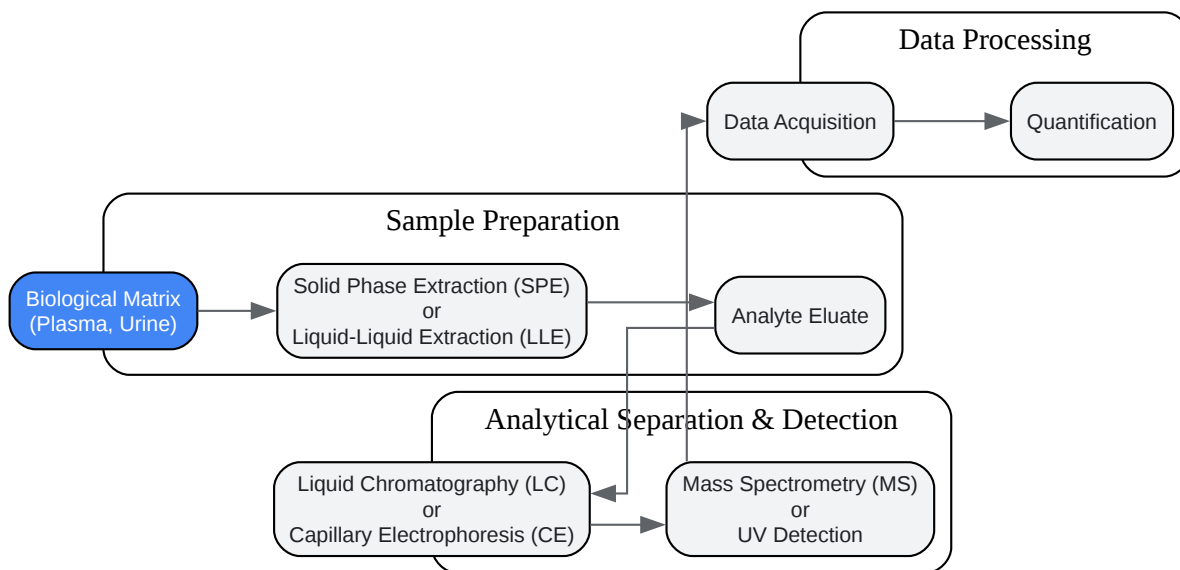 Data Processing
Data Acquisition
Quantification
Sample Preparation
Biological Matrix
(Plasma, Urine)
Solid Phase Extraction (SPE)
or
Liquid-Liquid Extraction (LLE)
Analyte Eluate
Analytical Separation & Detection
Liquid Chromatography (LC)
or
Capillary Electrophoresis (CE)
Mass Spectrometry (MS)
or
UV Detection